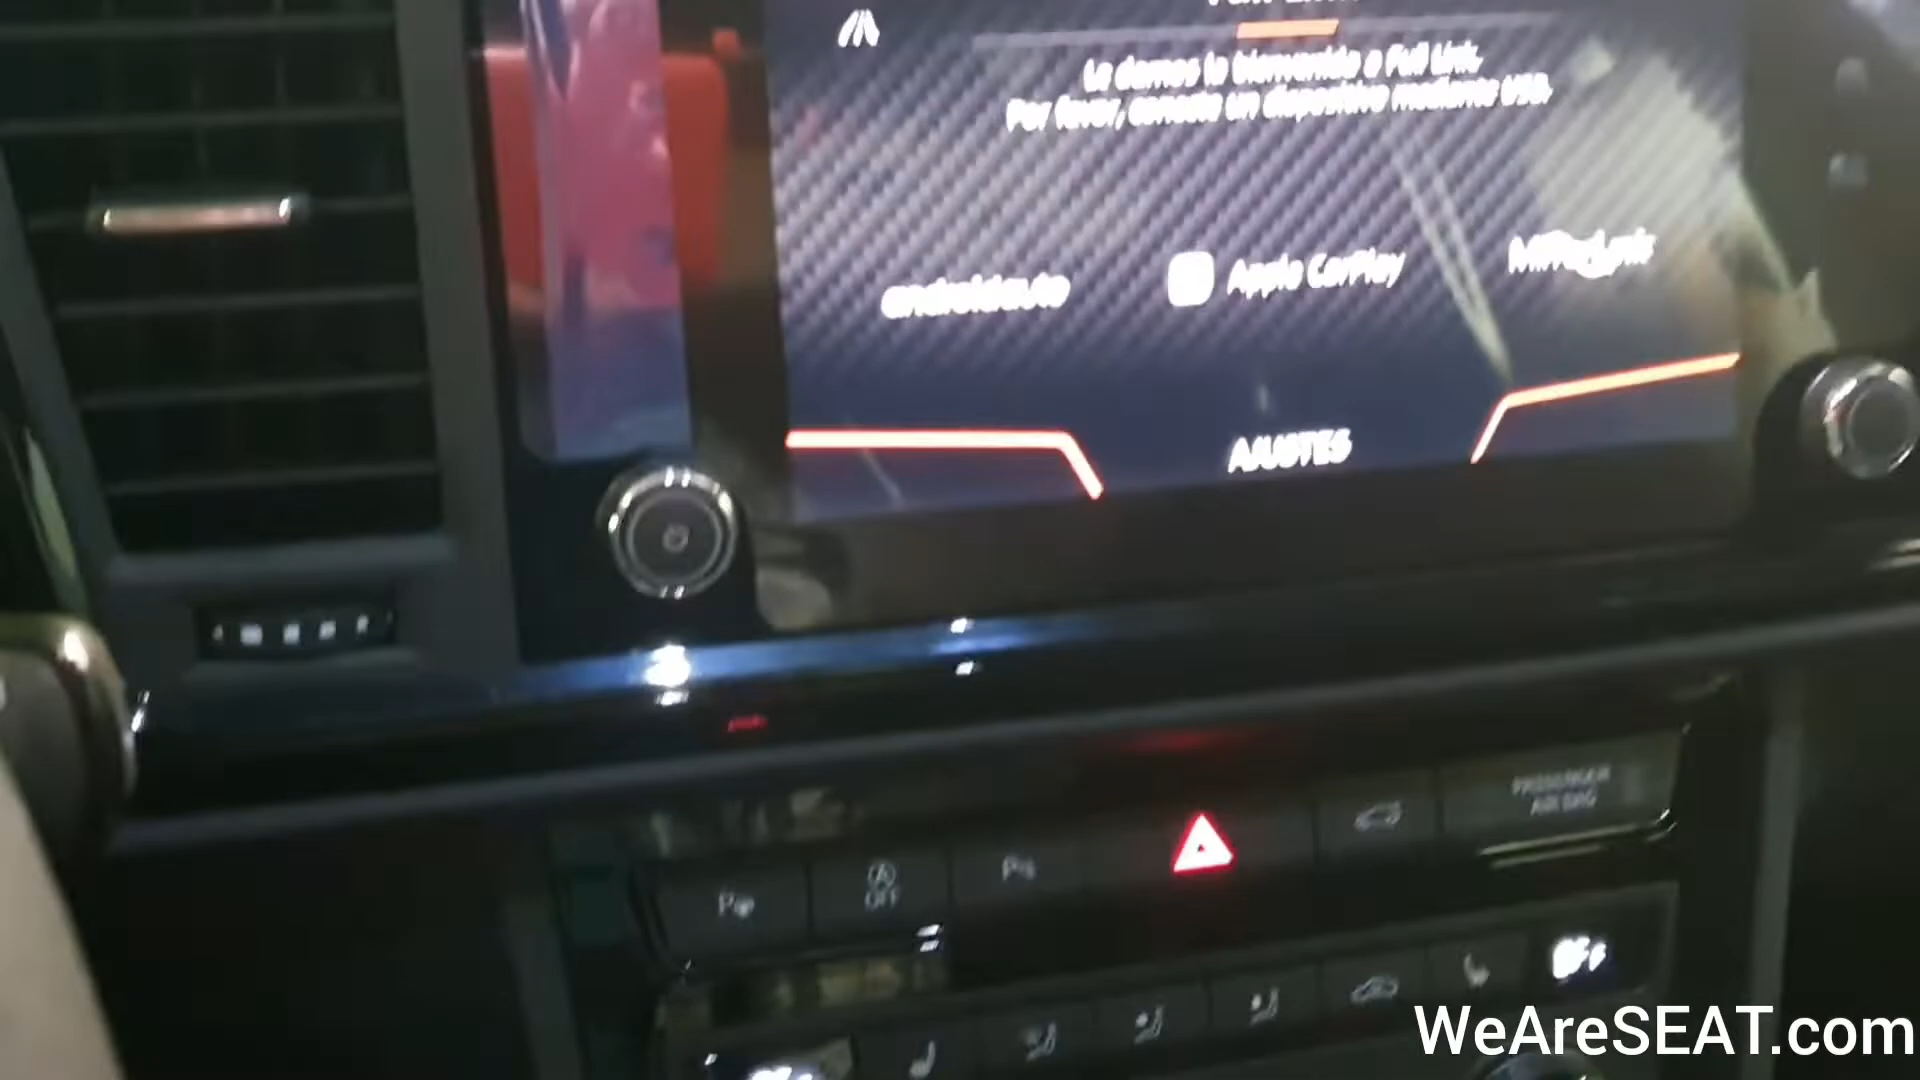 Le damos la bienvenida a Full Link.
Por favor, conecte un dispositivo mediante USB.
androidauto
Apple CarPlay
MirrorLink
AJUSTES
PASSENGER
AIR BAG
P
OFF
P
WeAreSEAT.com